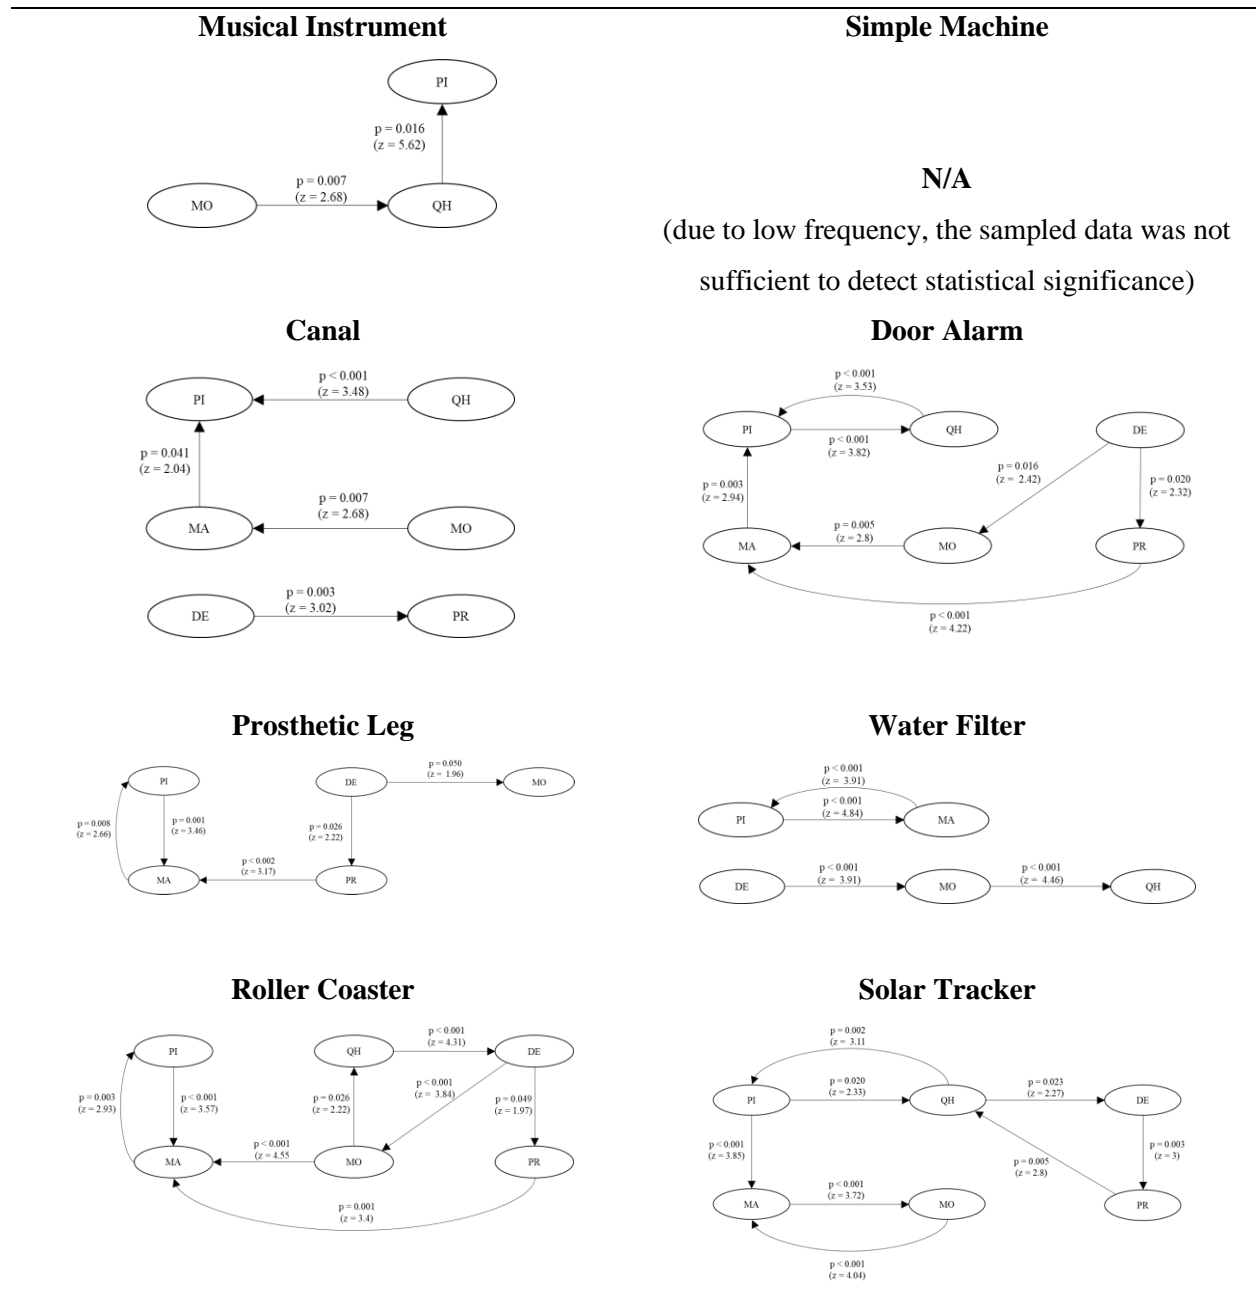 Musical Instrument
PI
p = 0.016
(z = 5.62)
p = 0.007
(z = 2.68)
MO
QH
Simple Machine
N/A
(due to low frequency, the sampled data was not
sufficient to detect statistical significance)
Canal
p < 0.001
(z = 3.48)
PI
QH
p = 0.041
(z = 2.04)
p = 0.007
(z = 2.68)
MA
MO
p = 0.003
(z = 3.02)
DE
PR
Door Alarm
p < 0.001
(z = 3.53)
PI
QH
DE
p < 0.001
(z = 3.82)
p = 0.016
(z = 2.42)
p = 0.020
(z = 2.32)
p = 0.003
(z = 2.94)
p = 0.005
(z = 2.8)
MA
MO
PR
p < 0.001
(z = 4.22)
Prosthetic Leg
p = 0.050
(z = 1.96)
PI
DE
MO
p = 0.008
(z = 2.66)
p = 0.001
(z = 3.46)
p = 0.026
(z = 2.22)
p < 0.002
(z = 3.17)
MA
PR
Water Filter
p < 0.001
(z = 3.91)
p < 0.001
(z = 4.84)
PI
MA
p < 0.001
(z = 3.91)
p < 0.001
(z = 4.46)
DE
MO
QH
Roller Coaster
p < 0.001
(z = 4.31)
PI
QH
DE
p = 0.003
(z = 2.93)
p < 0.001
(z = 3.57)
p = 0.026
(z = 2.22)
p < 0.001
(z = 3.84)
p = 0.049
(z = 1.97)
p < 0.001
(z = 4.55
MA
MO
PR
p = 0.001
(z = 3.4)
Solar Tracker
p = 0.002
(z = 3.11
p = 0.020
(z = 2.33)
p = 0.023
(z = 2.27)
PI
QH
DE
p < 0.001
(z = 3.85)
p = 0.003
(z = 3)
p = 0.005
(z = 2.8)
p < 0.001
(z = 3.72)
MA
MO
PR
p < 0.001
(z = 4.04)